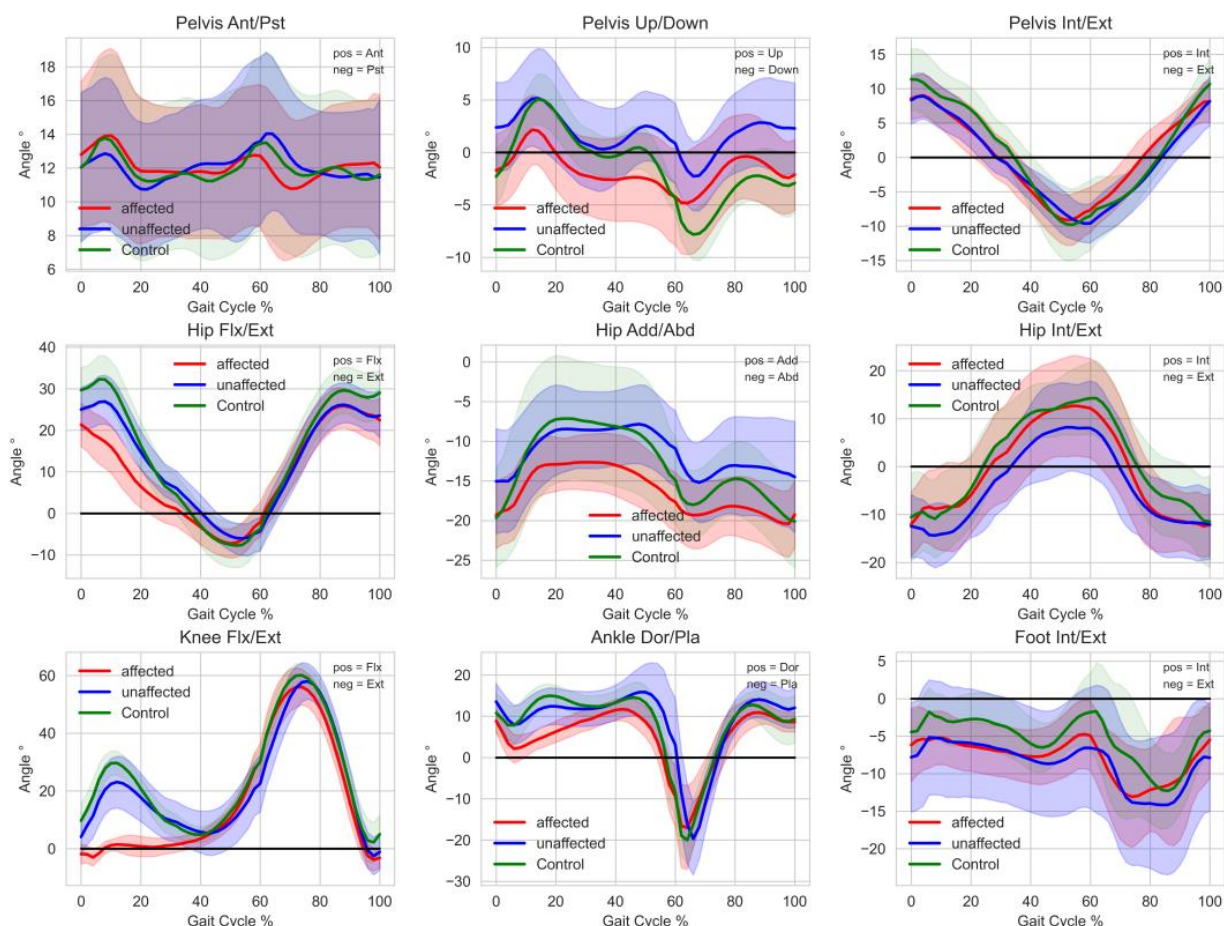 Pelvis Ant/Pst
Pelvis Up/Down
Pelvis Int/Ext
18
16
14
12
10
8
6
Angle°
pos = Ant
neg = Pst
affected
unaffected
Control
0 20 40 60 80 100
Gait Cycle %
10
5
0
−5
−10
Angle°
pos = Up
neg = Down
affected
unaffected
Control
0 20 40 60 80 100
Gait Cycle %
15
10
5
0
−5
−10
−15
Angle°
pos = Int
neg = Ext
affected
unaffected
Control
0 20 40 60 80 100
Gait Cycle %
Hip Flx/Ext
Hip Add/Abd
Hip Int/Ext
40
30
20
10
0
−10
Angle°
affected
unaffected
Control
pos = Flx
neg = Ext
0 20 40 60 80 100
Gait Cycle %
0
−5
−10
−15
−20
−25
Angle°
pos = Add
neg = Abd
affected
unaffected
Control
0 20 40 60 80 100
Gait Cycle %
20
10
0
−10
−20
Angle°
affected
unaffected
Control
pos = Int
neg = Ext
0 20 40 60 80 100
Gait Cycle %
Knee Flx/Ext
Ankle Dor/Pla
Foot Int/Ext
60
40
20
0
Angle°
affected
unaffected
Control
pos = Flx
neg = Ext
0 20 40 60 80 100
Gait Cycle %
20
10
0
−10
−20
−30
Angle°
pos = Dor
neg = Pla
affected
unaffected
Control
0 20 40 60 80 100
Gait Cycle %
5
0
−5
−10
−15
−20
Angle°
pos = Int
neg = Ext
affected
unaffected
Control
0 20 40 60 80 100
Gait Cycle %